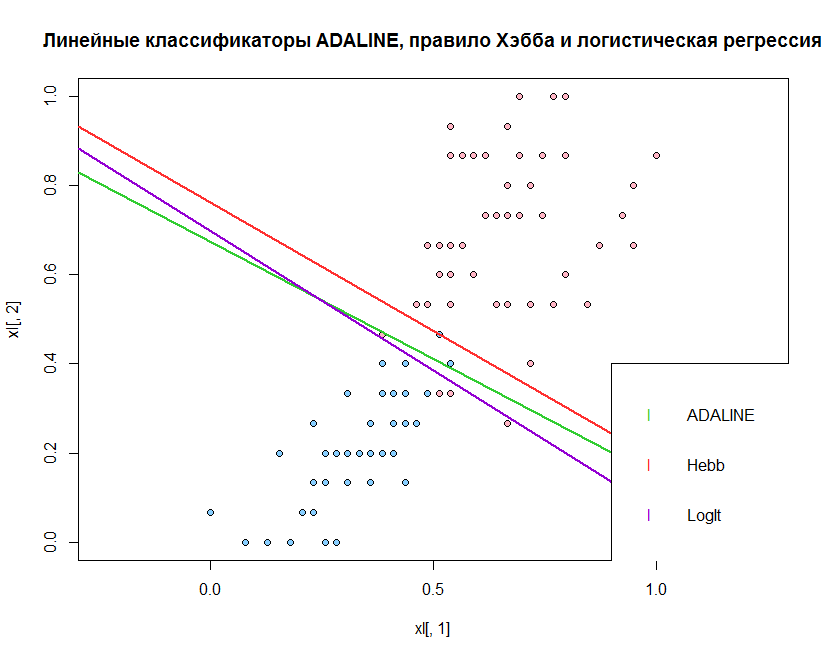 Линейные классификаторы ADALINE, правило Хэбба и логистическая регрессия
1.0
0.8
0.6
0.4
0.2
0.0
xl[, 2]
ADALINE
Hebb
LogIt
0.0
0.5
1.0
xl[, 1]